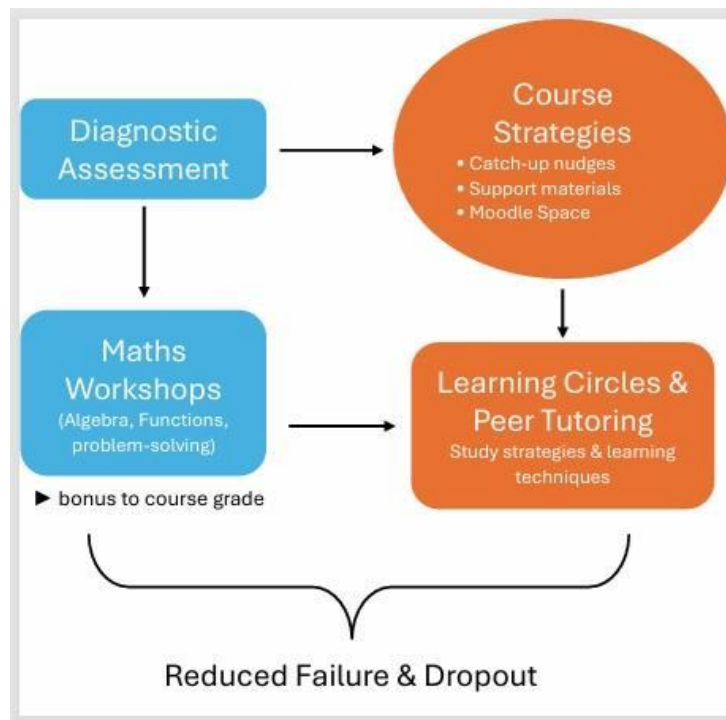 Diagnostic
Assessment
Course
Strategies
• Catch-up nudges
• Support materials
• Moodle Space
Maths
Workshops
(Algebra, Functions,
problem-solving)
► bonus to course grade
Learning Circles &
Peer Tutoring
Study strategies & learning
techniques
Reduced Failure & Dropout